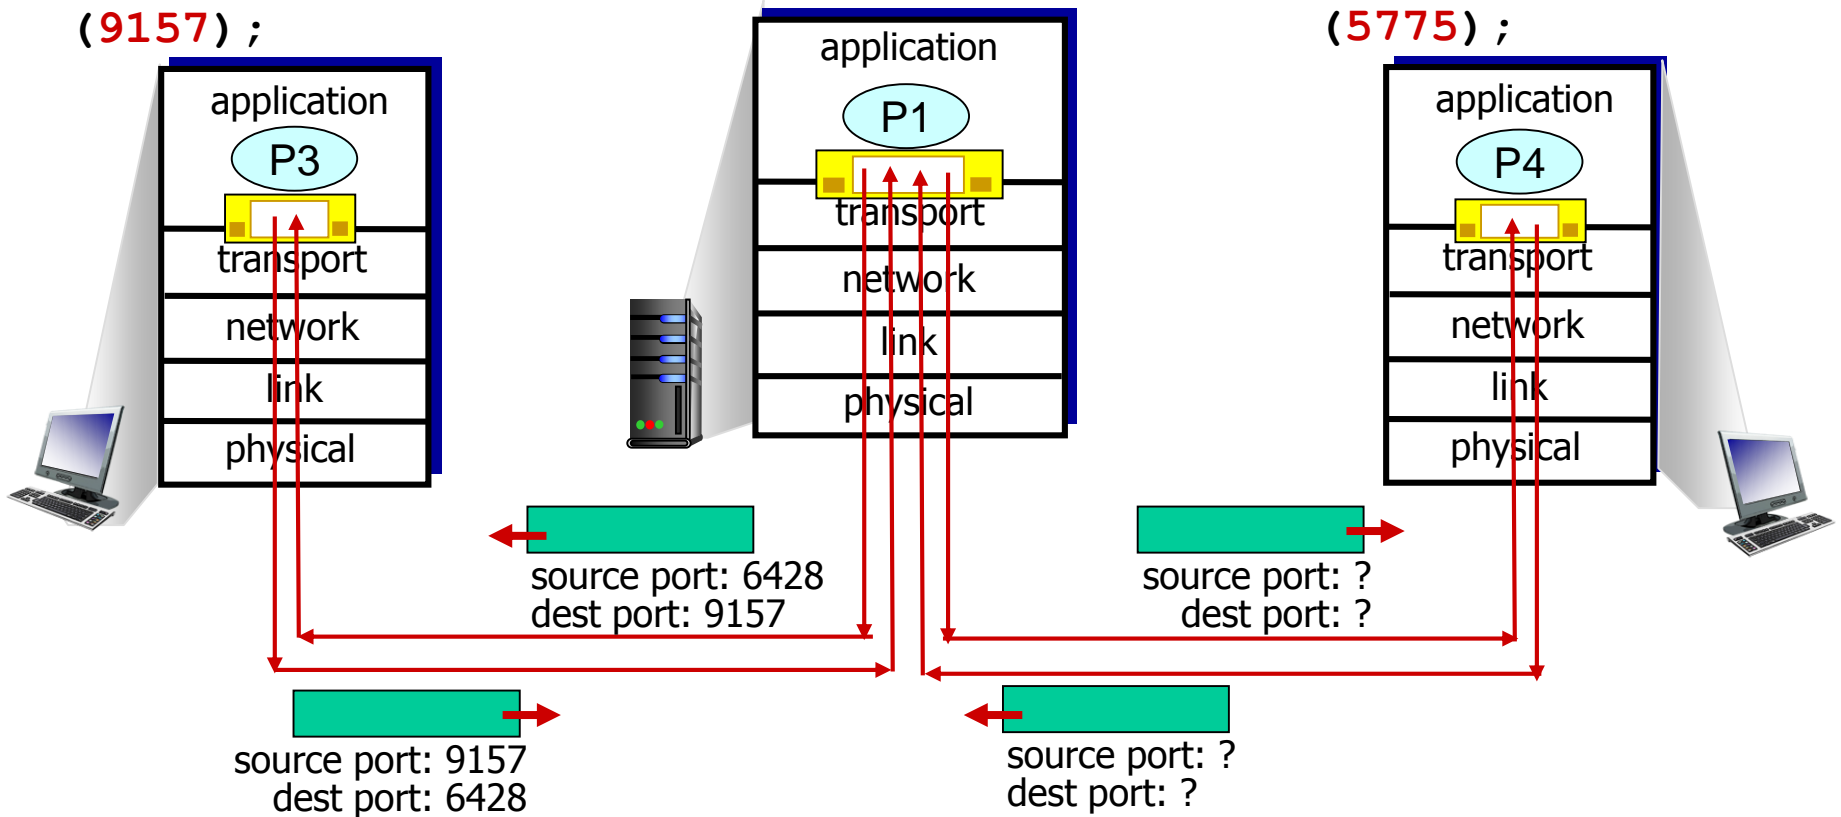 (9157);
application
P3
transport
network
link
physical
application
P1
transport
network
link
physical
(5775);
application
P4
transport
network
link
physical
source port: 6428
dest port: 9157
source port: ?
dest port: ?
source port: 9157
dest port: 6428
source port: ?
dest port: ?